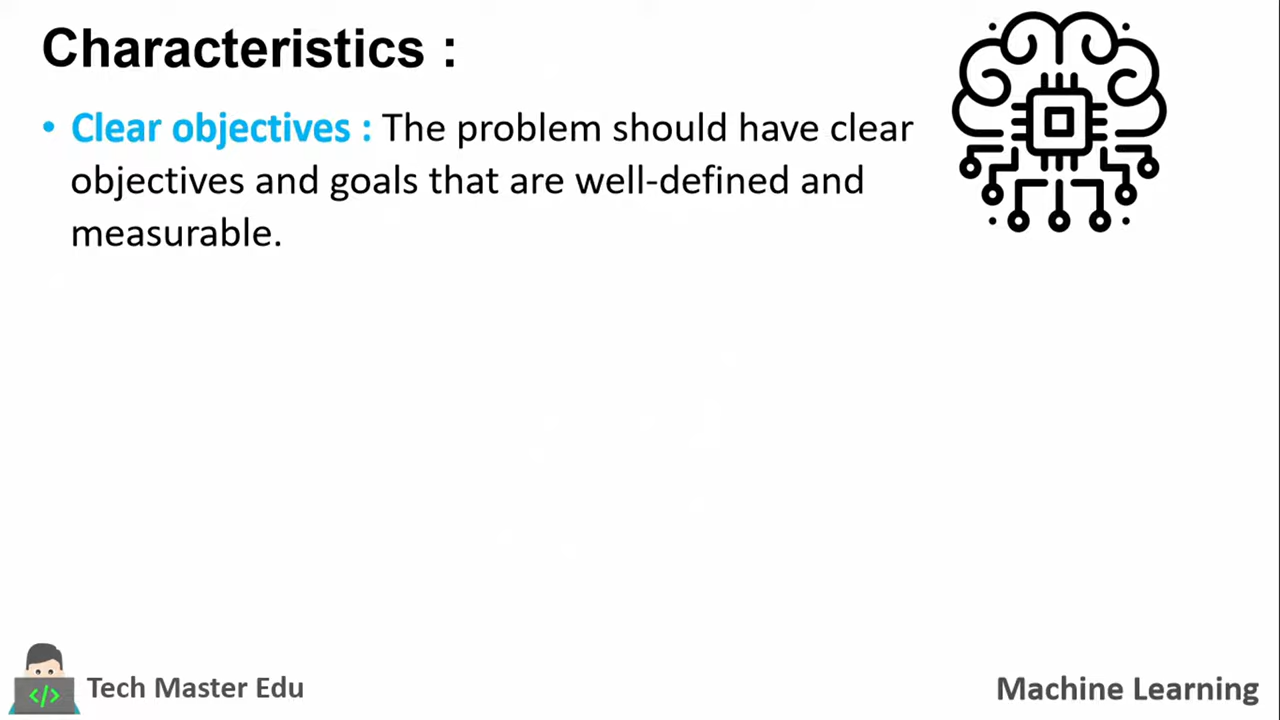 Characteristics :
• Clear objectives : The problem should have clear
objectives and goals that are well-defined and
measurable.
</>
Tech Master Edu
Machine Learning